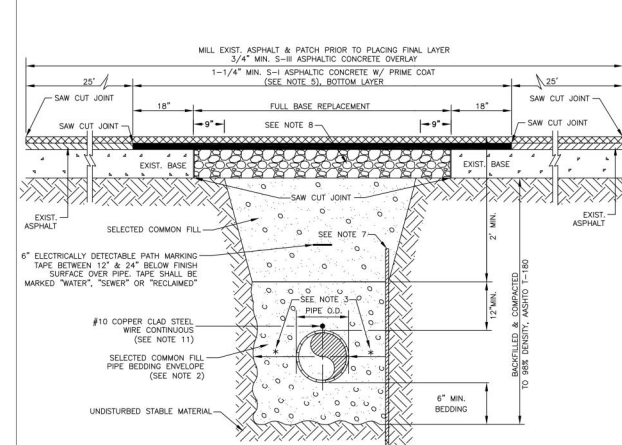 MILL EXIST. ASPHALT & PATCH PRIOR TO PLACING FINAL LAYER
3/4" MIN. S-III ASPHALTIC CONCRETE OVERLAY
25'
1-1/4" MIN. S-I ASPHALTIC CONCRETE W/ PRIME COAT
(SEE NOTE 5), BOTTOM LAYER
25'
SAW CUT JOINT
18"
FULL BASE REPLACEMENT
18"
SAW CUT JOINT
SAW CUT JOINT
9"
SEE NOTE 8
9"
SAW CUT JOINT
EXIST. BASE
EXIST. BASE
SAW CUT JOINT
EXIST.
ASPHALT
SELECTED COMMON FILL
SEE NOTE 7
2' MIN.
EXIST.
ASPHALT
6" ELECTRICALLY DETECTABLE PATH MARKING
TAPE BETWEEN 12" & 24" BELOW FINISH
SURFACE OVER PIPE. TAPE SHALL BE
MARKED "WATER", "SEWER" OR "RECLAIMED"
SEE NOTE 3
PIPE O.D.
12"MIN.
BACKFILLED & COMPACTED
TO 98% DENSITY, AASHTO T-180
#10 COPPER CLAD STEEL
WIRE CONTINUOUS
(SEE NOTE 11)
* *
SELECTED COMMON FILL
PIPE BEDDING ENVELOPE
(SEE NOTE 2)
6" MIN.
BEDDING
UNDISTURBED STABLE MATERIAL